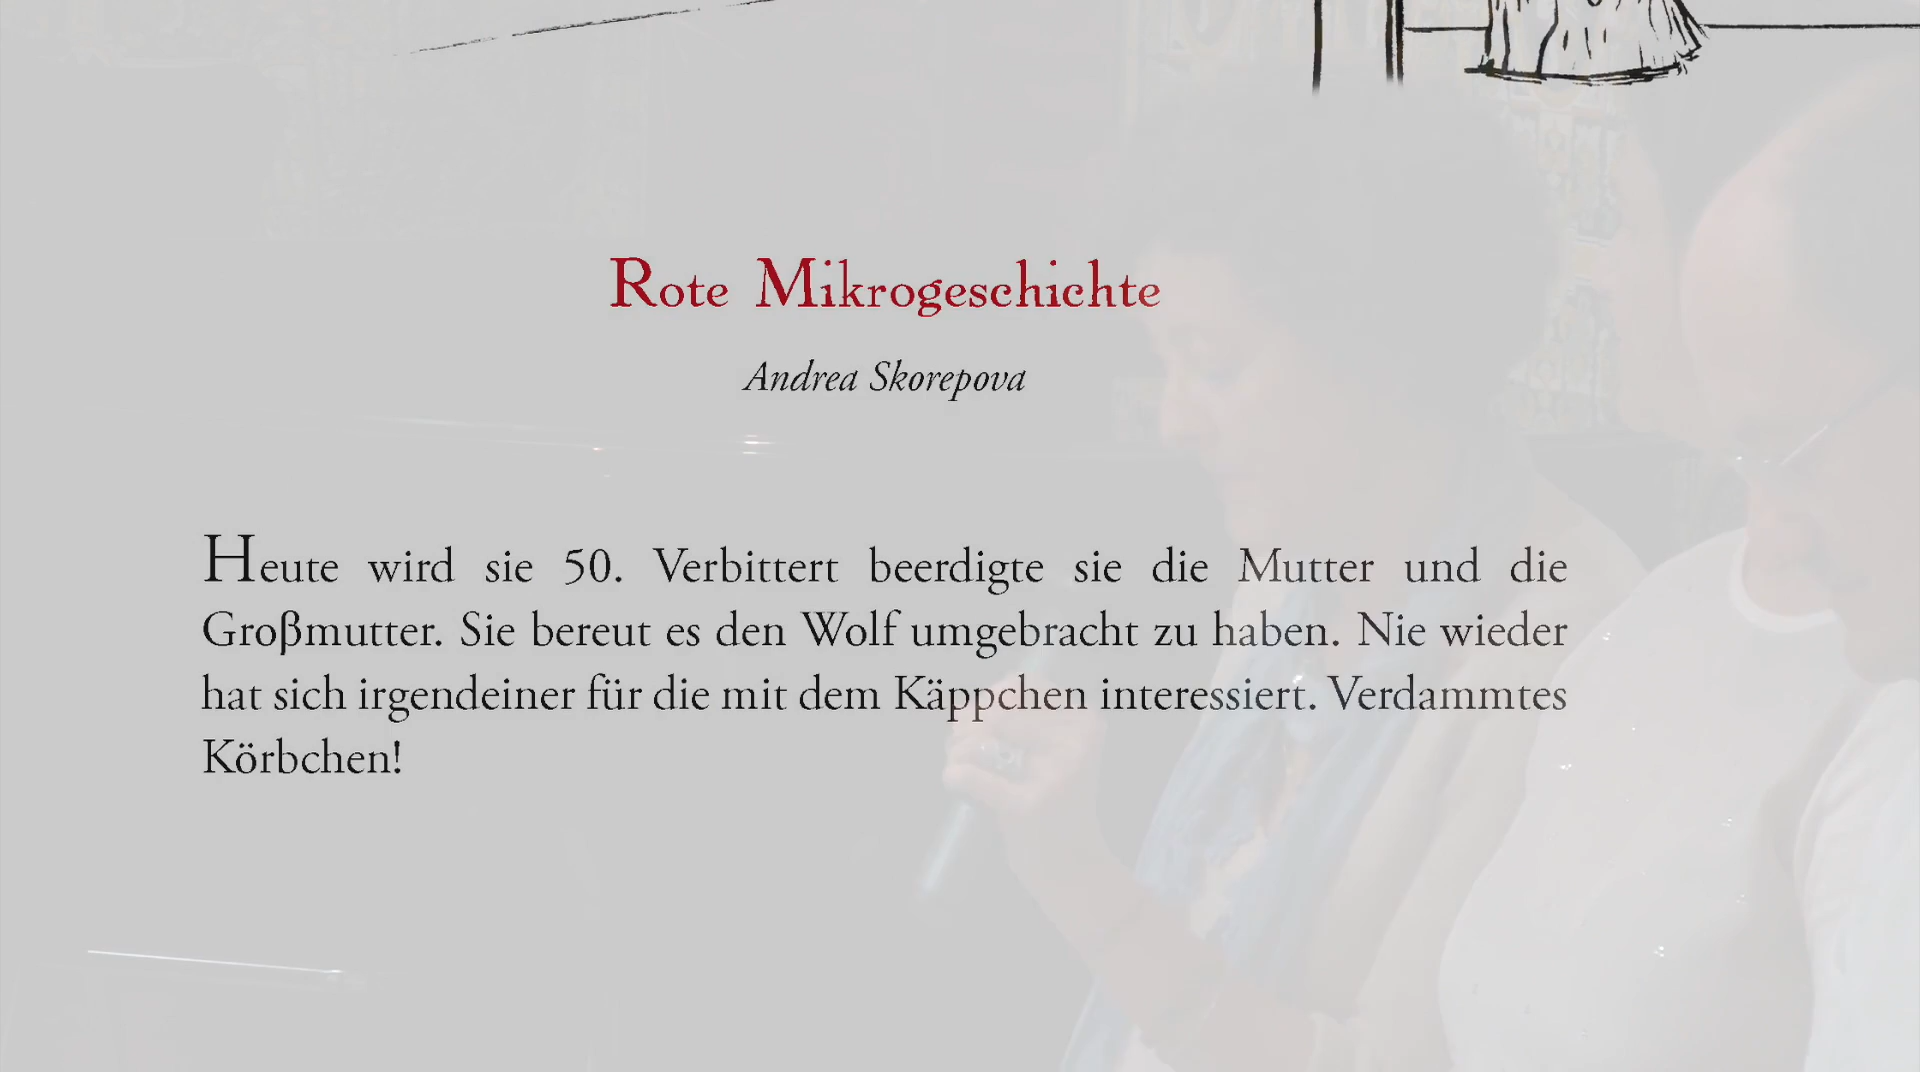 Rote Mikrogeschichte
Andrea Skorepova
Heute wird sie 50. Verbittert beerdigte sie die Mutter und die
Großmutter. Sie bereut es den Wolf umgebracht zu haben. Nie wieder
hat sich irgendeiner für die mit dem Käppchen interessiert. Verdammtes
Körbchen!